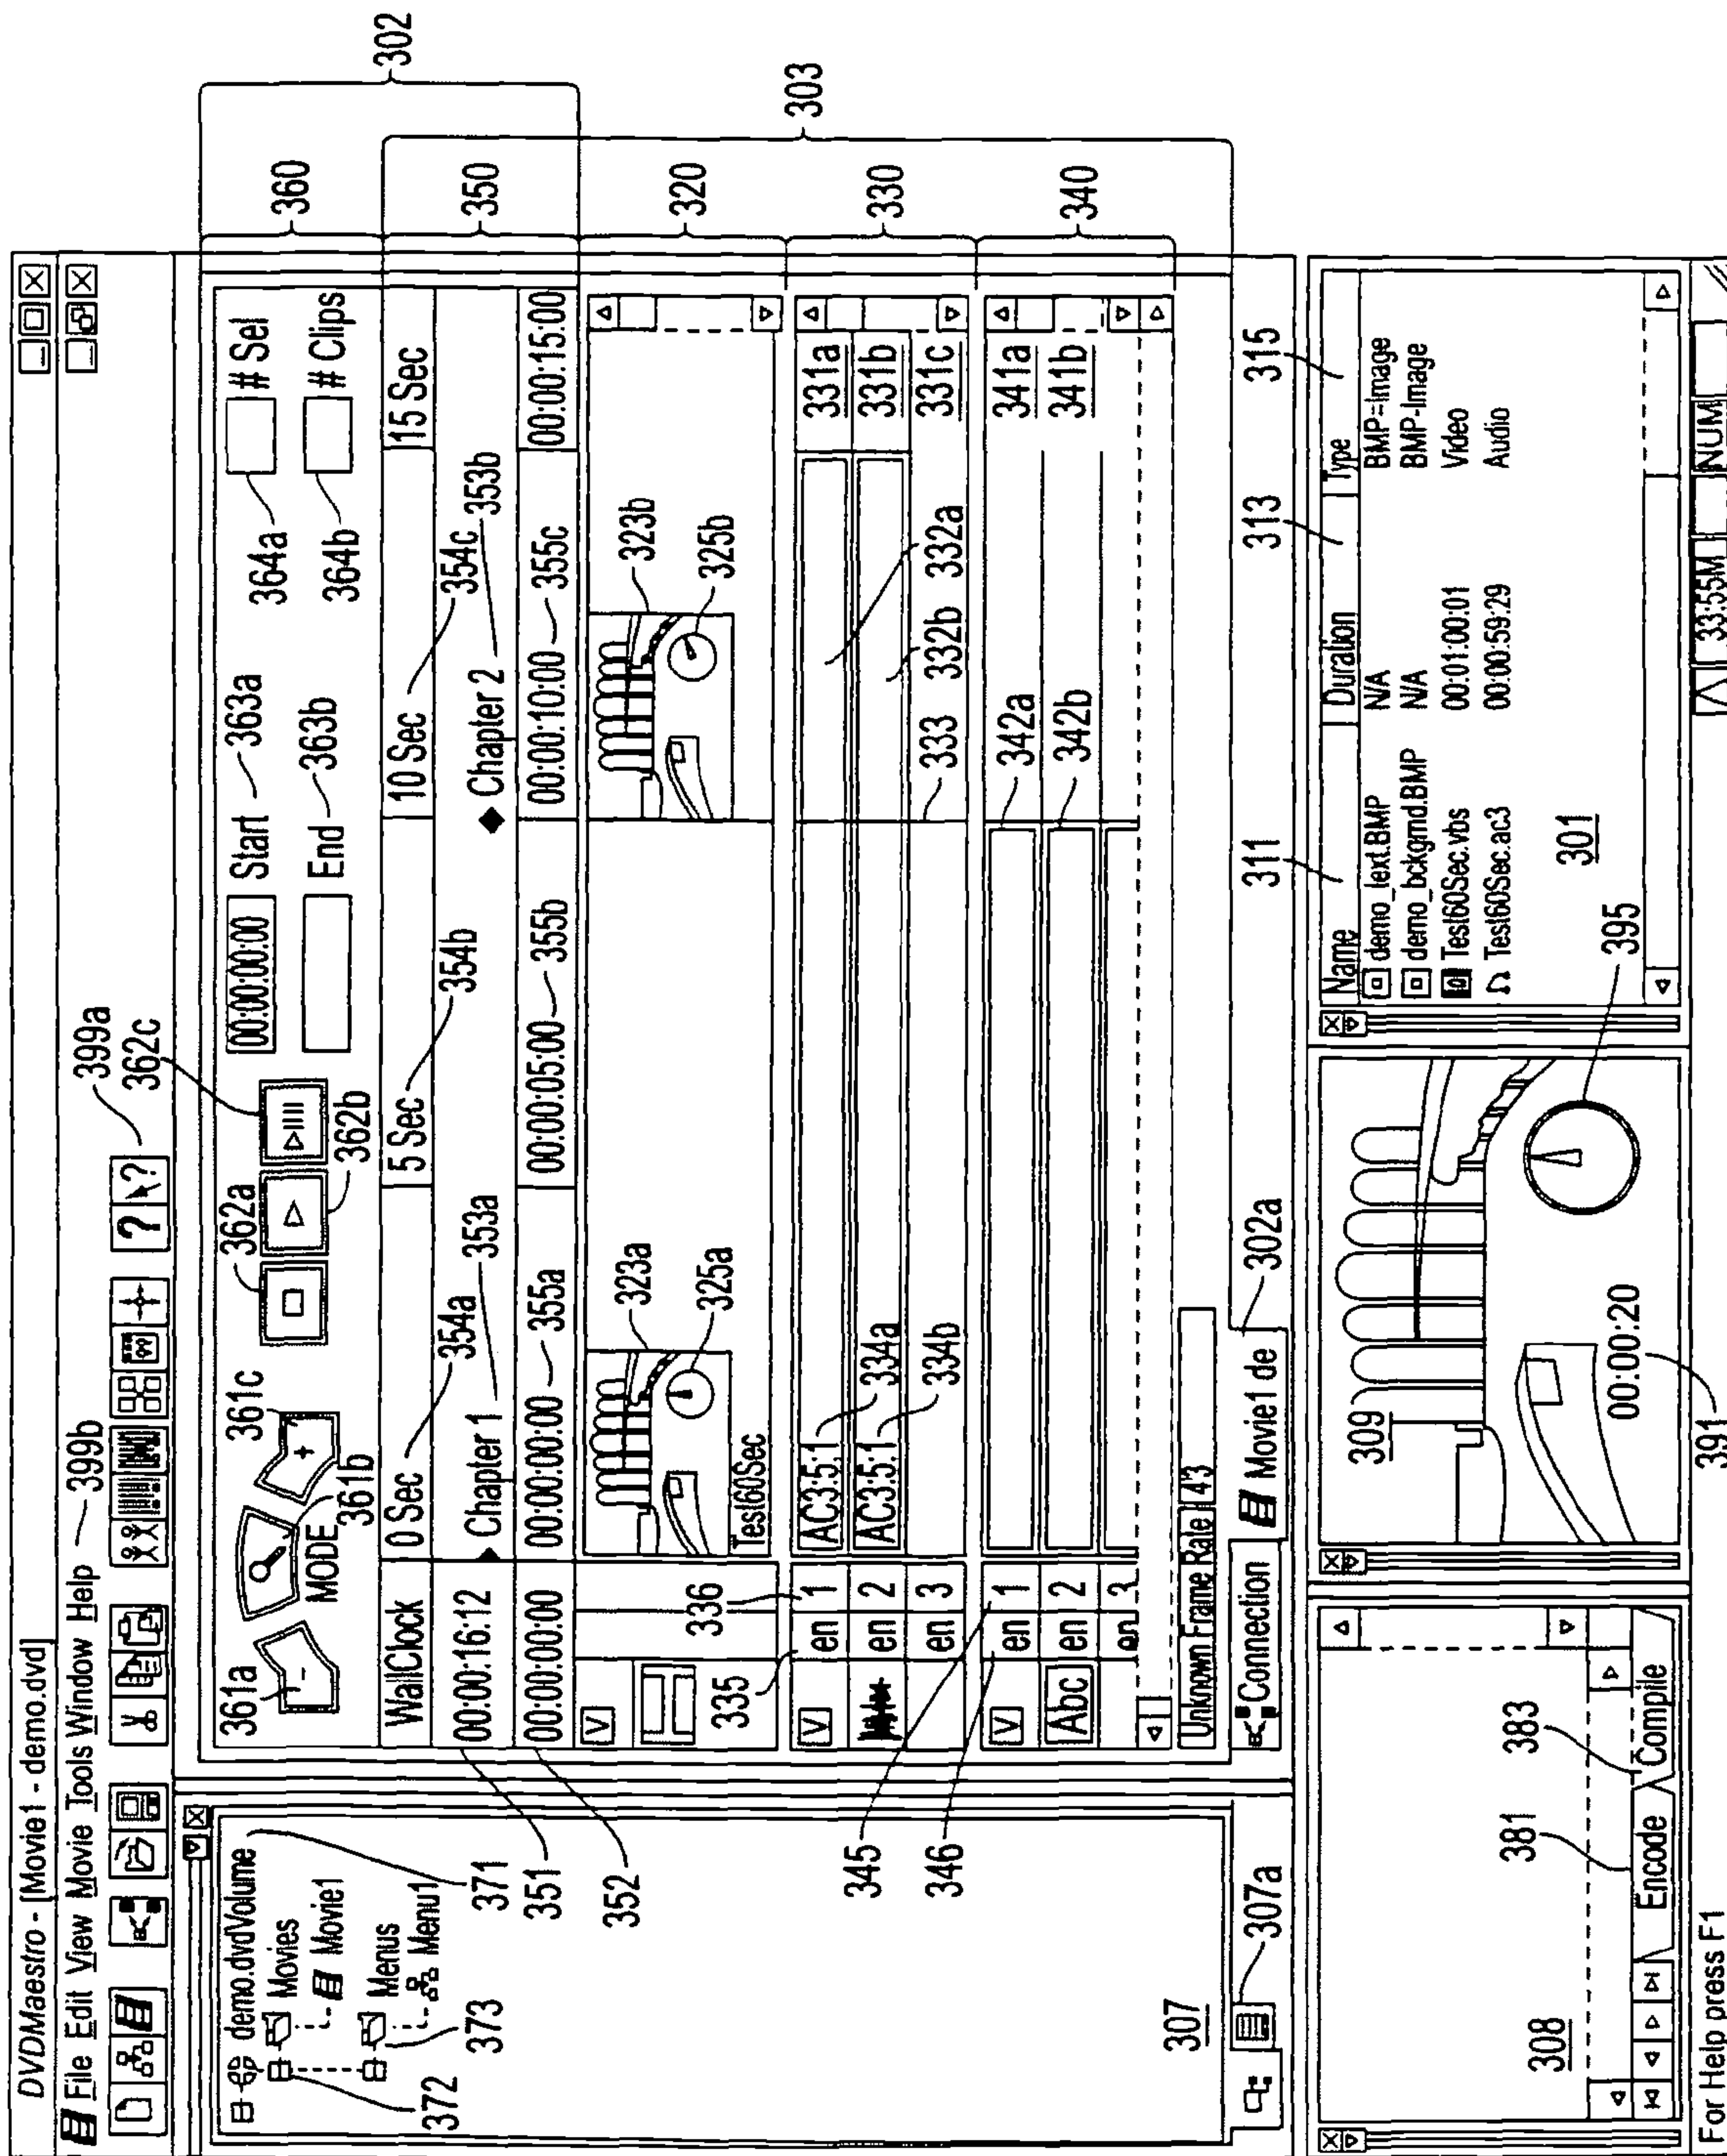 DVDMaestro - [Movie1 - demo.dvd]
File Edit View Movie Tools Window Help 399b
399a
362c
302
303
360
350
320
330
340
361a
361b
361c
MODE
362a
362b
00:00:00:00 Start 363a
End 363b
364a # Sel
364b # Clips
WallClock 0 Sec 354a 5 Sec 354b 10 Sec 354c 15 Sec
00:00:16:12 Chapter 1 353a Chapter 2 353b
00:00:00:00 00:00:00:00 355a 00:00:05:00 355b 00:00:10:00 355c 00:00:15:00
V
323a
325a
Test60Sec
323b
325b
335
336
V en 1 AC3:5:1 334a 331a
en 2 AC3:5:1 334b 331b
en 3 331c
332a
332b
333
345
346
V en 1 342a 341a
Abc en 2 342b 341b
en 3
Unknown Frame Rate 4:3
Connection Movie1 de 302a
demo.dvdVolume
Movies
Movie1
Menus
Menu1
371
372
373
351
352
307
307a
308
381
383
Encode Compile
309
00:00:20
391
395
311
313
315
Name Duration Type
demo_text.BMP N/A BMP=Image
demo_bckgrnd.BMP N/A BMP-Image
Test60Sec.vbs 00:01:00:01 Video
Test60Sec.ac3 00:00:59:29 Audio
301
For Help press F1
33:55M NUM